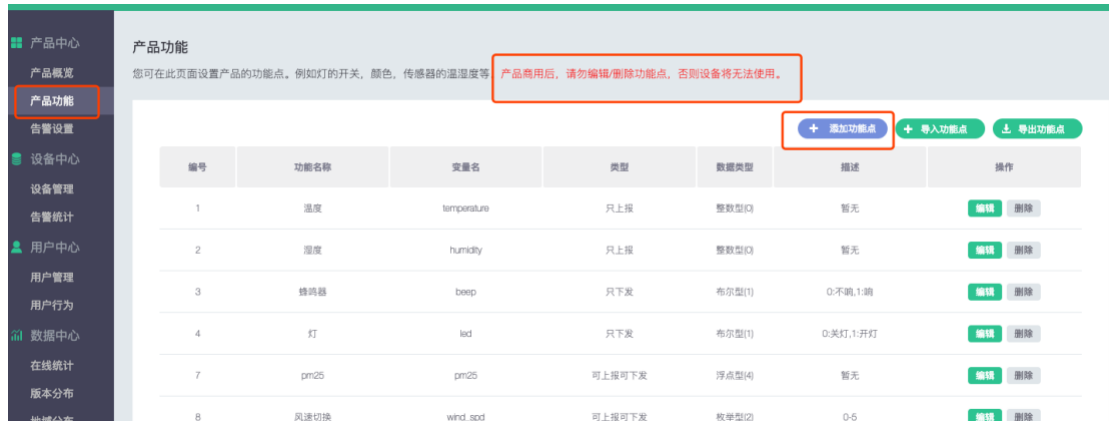 产品中心
产品概览
产品功能
告警设置
设备中心
设备管理
告警统计
用户中心
用户管理
用户行为
数据中心
在线统计
版本分布
地域分布
产品功能
您可在此页面设置产品的功能点。例如灯的开关，颜色，传感器的温湿度等，产品商用后，请勿编辑/删除功能点，否则设备将无法使用。
+ 添加功能点 + 导入功能点 导出功能点
编号 功能名称 变量名 类型 数据类型 描述 操作
1 温度 temperature 只上报 整数型(0) 暂无 编辑 删除
2 湿度 humidity 只上报 整数型(0) 暂无 编辑 删除
3 蜂鸣器 beep 只下发 布尔型(1) 0:不响,1:响 编辑 删除
4 灯 led 只下发 布尔型(1) 0:关灯,1:开灯 编辑 删除
7 pm25 pm25 可上报可下发 浮点型(4) 暂无 编辑 删除
8 风速切换 wind_spd 可上报可下发 枚举型(2) 0-5 编辑 删除